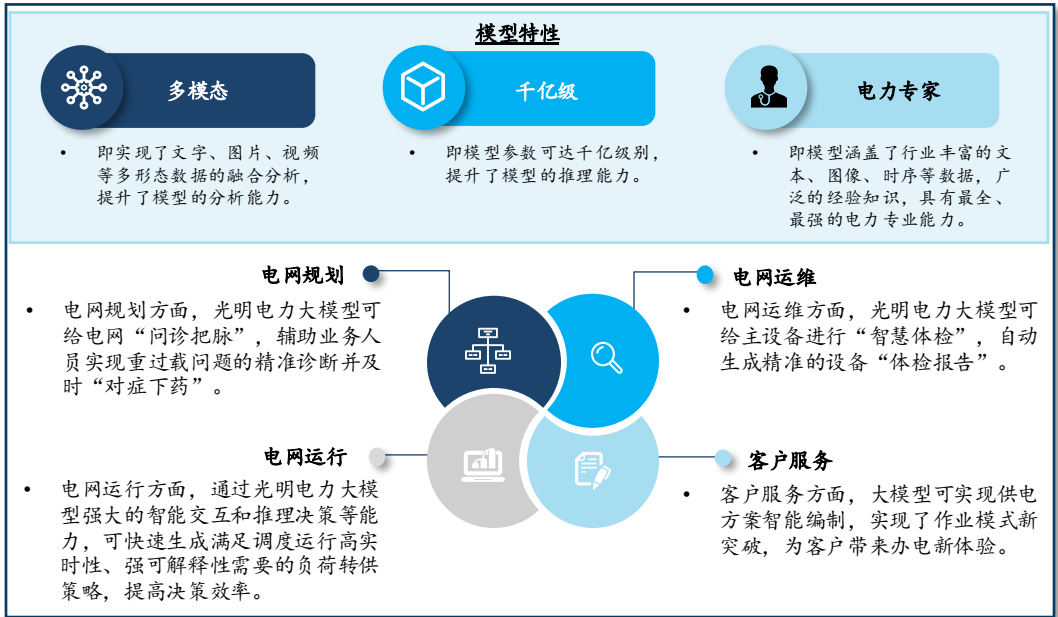 模型特性
多模态
• 即实现了文字、图片、视频
等多形态数据的融合分析，
提升了模型的分析能力。
千亿级
• 即模型参数可达千亿级别，
提升了模型的推理能力。
电力专家
• 即模型涵盖了行业丰富的文
本、图像、时序等数据，广
泛的经验知识，具有最全、
最强的电力专业能力。
电网规划
• 电网规划方面，光明电力大模型可
给电网“问诊把脉”，辅助业务人
员实现重过载问题的精准诊断并及
时“对症下药”。
电网运维
• 电网运维方面，光明电力大模型可
给主设备进行“智慧体检”，自动
生成精准的设备“体检报告”。
电网运行
• 电网运行方面，通过光明电力大模
型强大的智能交互和推理决策等能
力，可快速生成满足调度运行高实
时性、强可解释性需要的负荷转供
策略，提高决策效率。
客户服务
• 客户服务方面，大模型可实现供电
方案智能编制，实现了作业模式新
突破，为客户带来办电新体验。